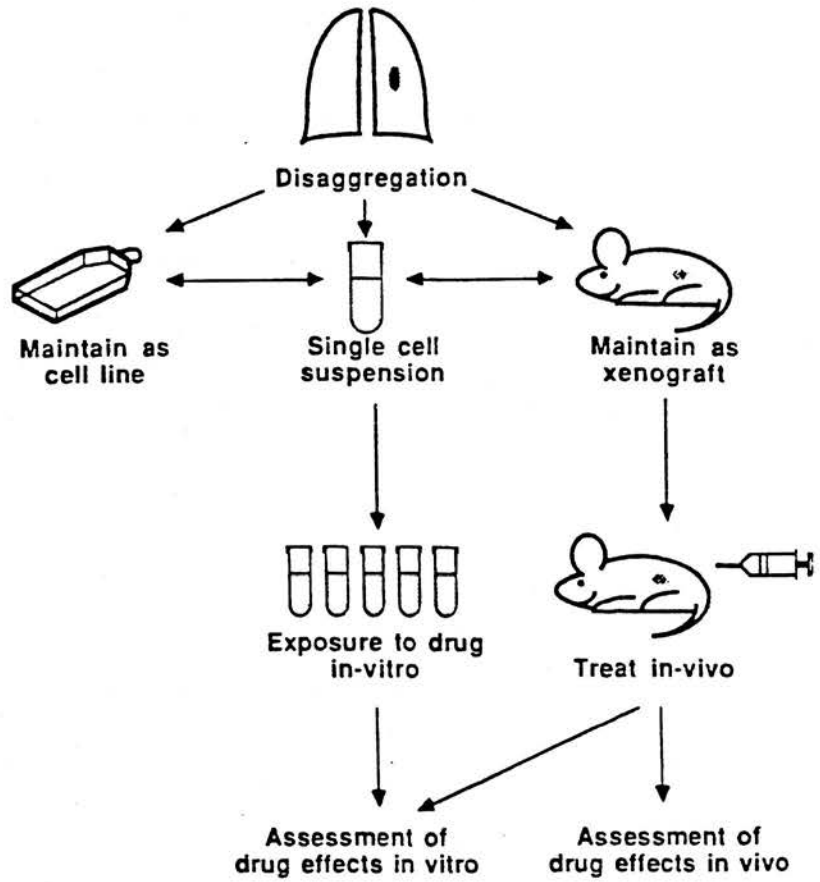 Disaggregation
Maintain as
cell line
Single cell
suspension
Maintain as
xenograft
Exposure to drug
in-vitro
Treat in-vivo
Assessment of
drug effects in vitro
Assessment of
drug effects in vivo